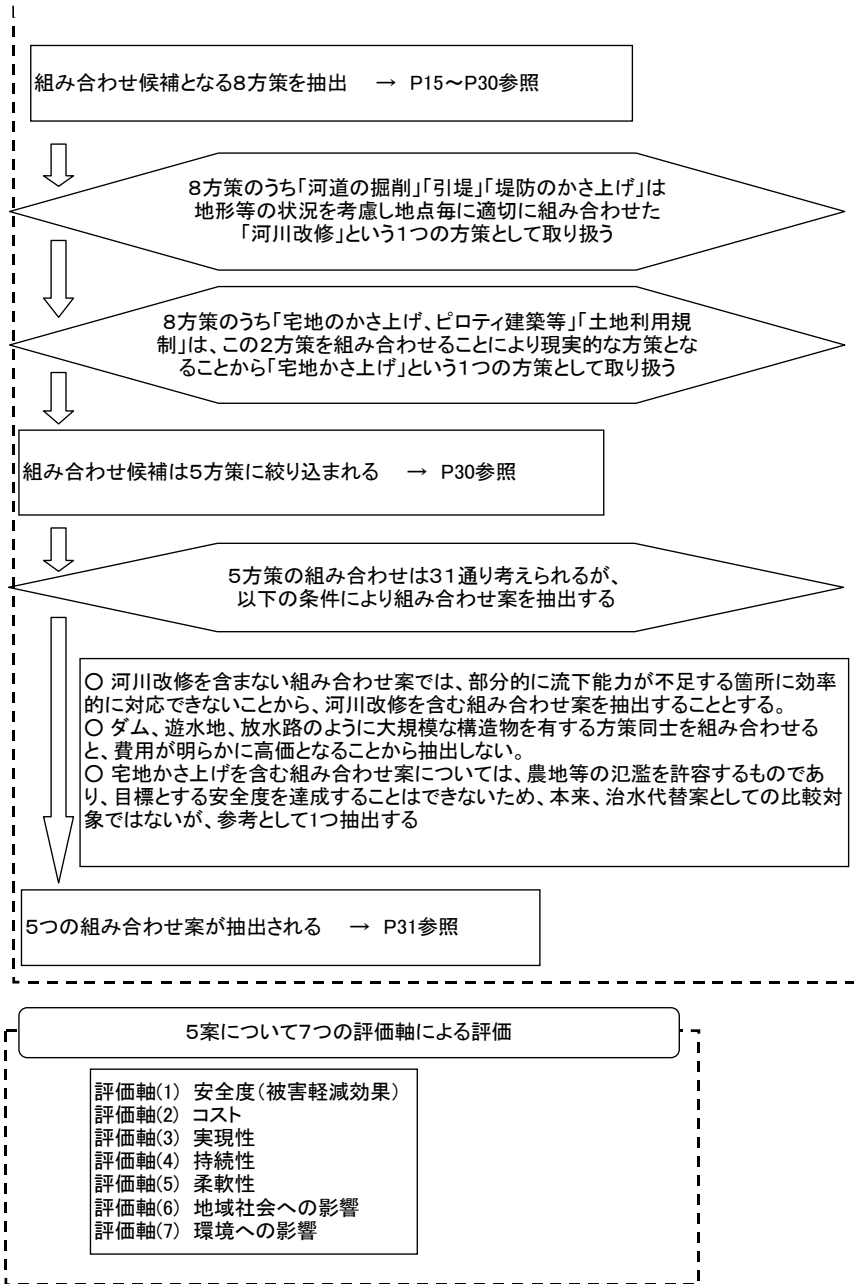 組み合わせ候補となる８方策を抽出　→　P15～P30参照
８方策のうち「河道の掘削」「引堤」「堤防のかさ上げ」は
地形等の状況を考慮し地点毎に適切に組み合わせた
「河川改修」という１つの方策として取り扱う
８方策のうち「宅地のかさ上げ、ピロティ建築等」「土地利用規
制」は、この２方策を組み合わせることにより現実的な方策とな
ることから「宅地かさ上げ」という１つの方策として取り扱う
組み合わせ候補は５方策に絞り込まれる　→　P30参照
５方策の組み合わせは３１通り考えられるが、
以下の条件により組み合わせ案を抽出する
○ 河川改修を含まない組み合わせ案では、部分的に流下能力が不足する箇所に効率
的に対応できないことから、河川改修を含む組み合わせ案を抽出することとする。
○ ダム、遊水地、放水路のように大規模な構造物を有する方策同士を組み合わせる
と、費用が明らかに高価となることから抽出しない。
○ 宅地かさ上げを含む組み合わせ案については、農地等の氾濫を許容するものであ
り、目標とする安全度を達成することはできないため、本来、治水代替案としての比較対
象ではないが、参考として1つ抽出する
５つの組み合わせ案が抽出される　→　P31参照
５案について７つの評価軸による評価
評価軸(1) 安全度（被害軽減効果）
評価軸(2) コスト
評価軸(3) 実現性
評価軸(4) 持続性
評価軸(5) 柔軟性
評価軸(6) 地域社会への影響
評価軸(7) 環境への影響